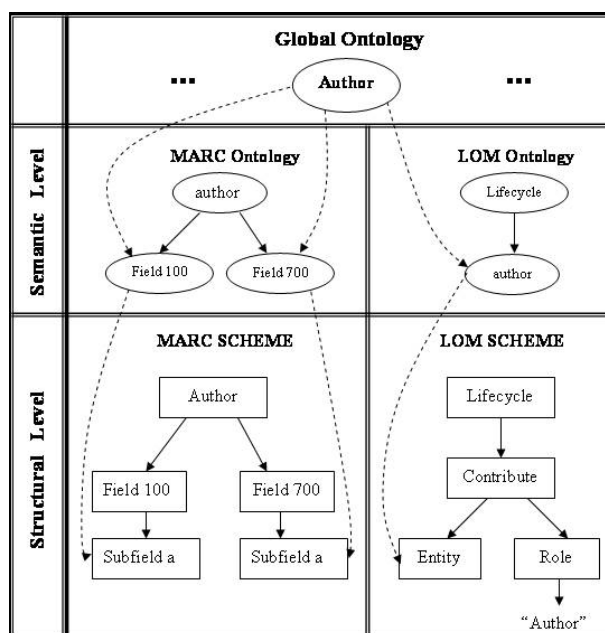 Global Ontology
... Author ...
Semantic Level
MARC Ontology
author
Field 100 Field 700
LOM Ontology
Lifecycle
author
Structural Level
MARC SCHEME
Author
Field 100 Field 700
Subfield a Subfield a
LOM SCHEME
Lifecycle
Contribute
Entity Role
“Author”